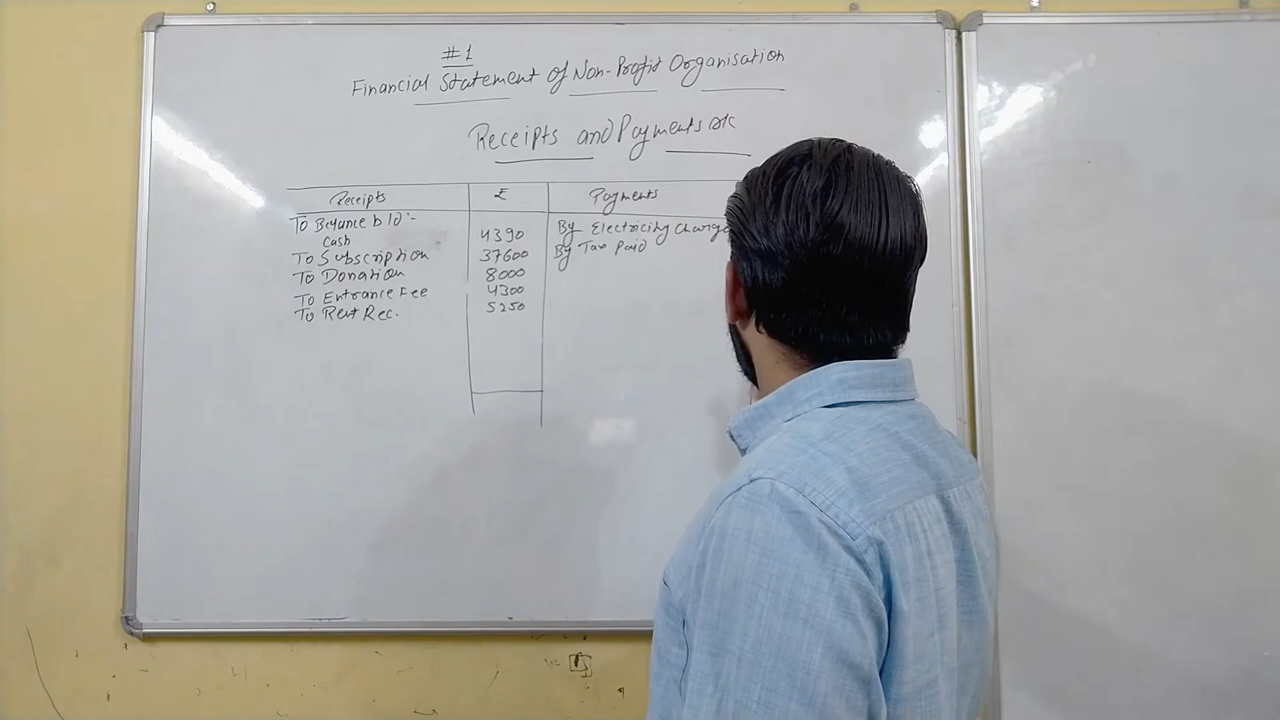 #1
Financial Statement of Non-Profit Organisation
Receipts and Payments a/c
Receipts ₹ Payments
To Balance b/d:-
Cash 4390 By Electricity Charge
To Subscription 37600 By Tax Paid
To Donation 8000
To Entrance Fee 4300
To Rent Rec. 5250